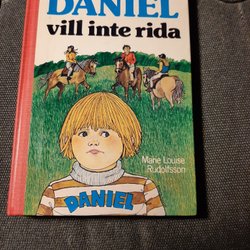 DANIEL
vill inte rida
Marie Louise
Rudolfsson
DANIEL